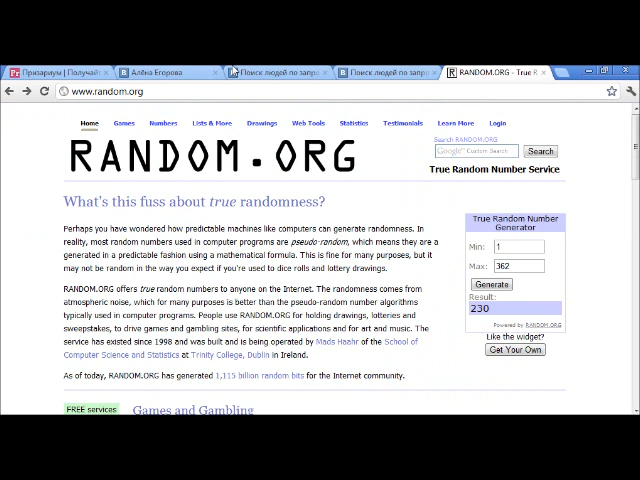 Призариум | Получайт
Алёна Егорова
Поиск людей по запро
Поиск людей по запро
RANDOM.ORG - True R
www.random.org
Home Games Numbers Lists & More Drawings Web Tools Statistics Testimonials Learn More Login
RANDOM.ORG
Search RANDOM.ORG
Google™ Custom Search
Search
True Random Number Service
What's this fuss about true randomness?
Perhaps you have wondered how predictable machines like computers can generate randomness. In
reality, most random numbers used in computer programs are pseudo-random, which means they are
generated in a predictable fashion using a mathematical formula. This is fine for many purposes, but it
may not be random in the way you expect if you're used to dice rolls and lottery drawings.
RANDOM.ORG offers true random numbers to anyone on the Internet. The randomness comes from
atmospheric noise, which for many purposes is better than the pseudo-random number algorithms
typically used in computer programs. People use RANDOM.ORG for holding drawings, lotteries and
sweepstakes, to drive games and gambling sites, for scientific applications and for art and music. The
service has existed since 1998 and was built and is being operated by Mads Haahr of the School of
Computer Science and Statistics at Trinity College, Dublin in Ireland.
As of today, RANDOM.ORG has generated 1,115 billion random bits for the Internet community.
True Random Number
Generator
Min: 1
Max: 362
Generate
Result:
230
Powered by RANDOM.ORG
Like the widget?
Get Your Own
FREE services
Games and Gambling